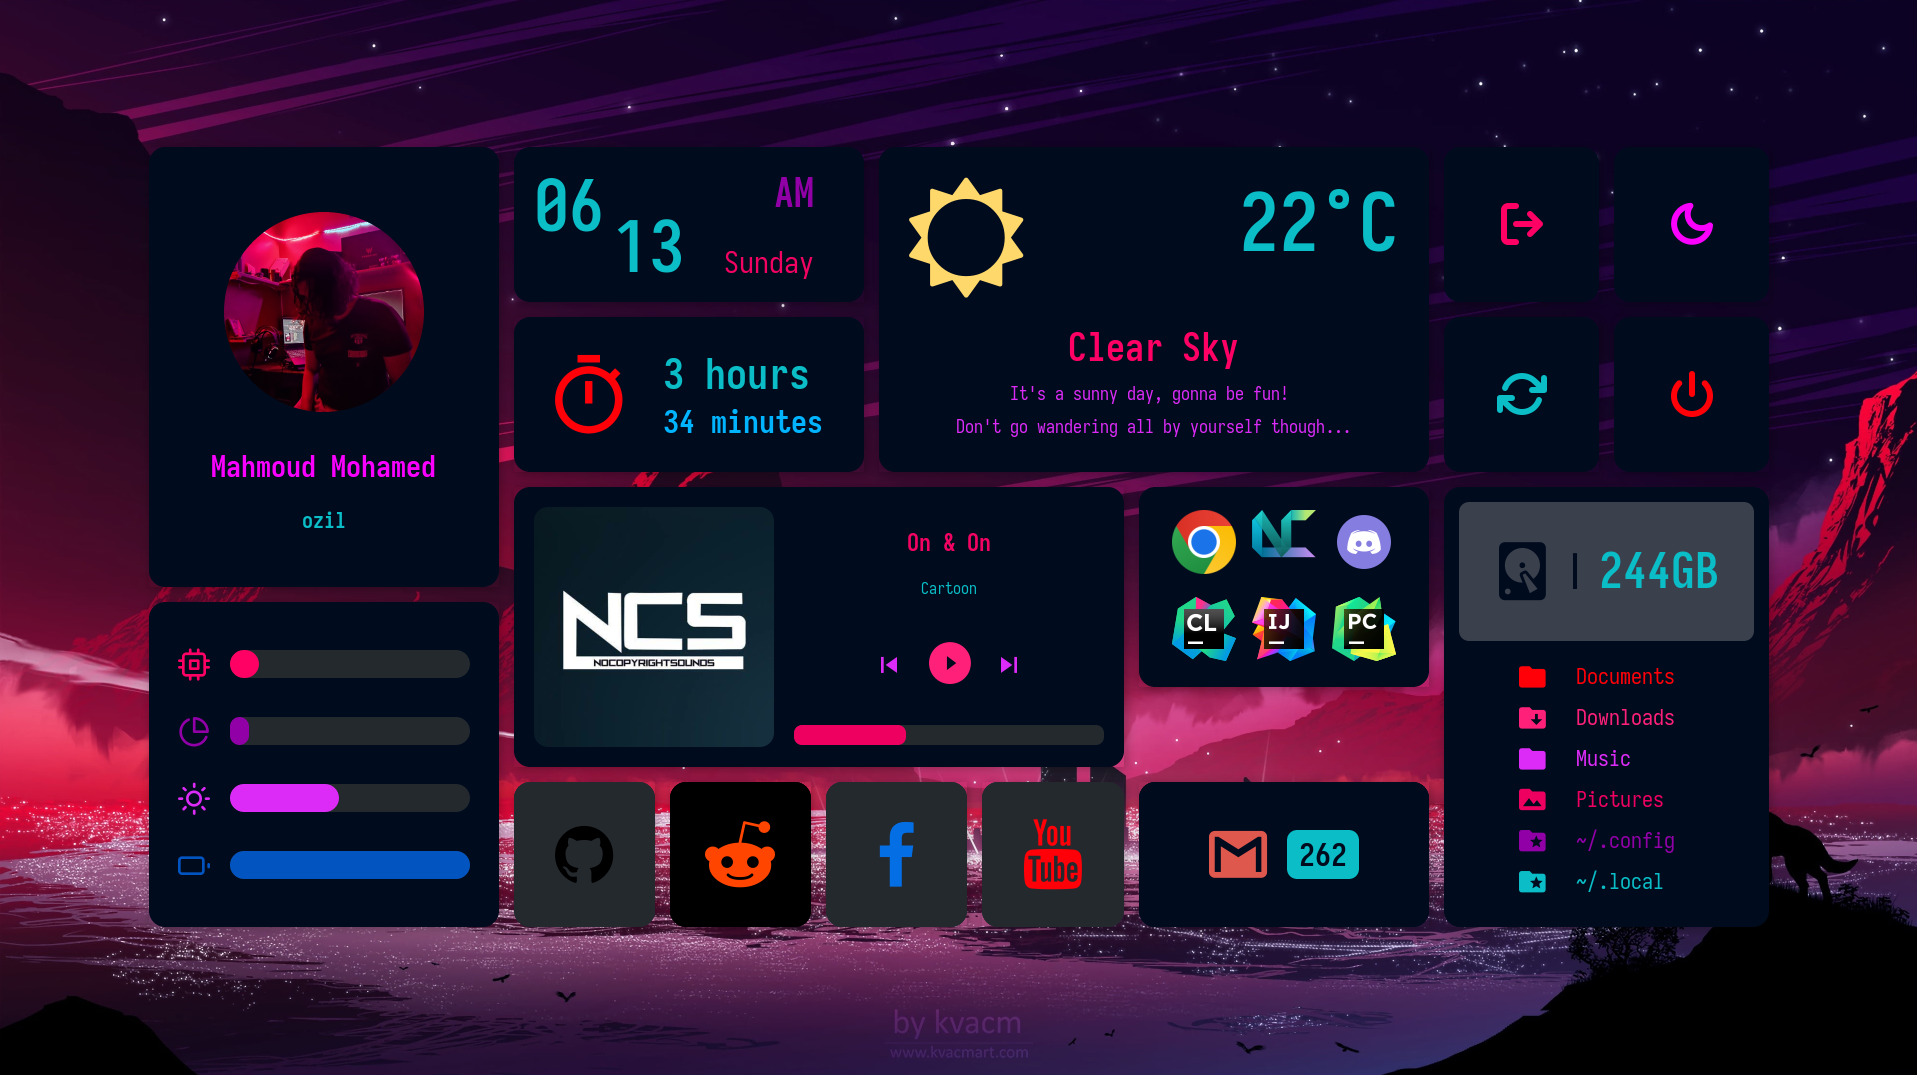 Mahmoud Mohamed
ozil
06
13
AM
Sunday
3 hours
34 minutes
22°C
Clear Sky
It's a sunny day, gonna be fun!
Don't go wandering all by yourself though...
NCS
NOCOPYRIGHTSOUNDS
On & On
Cartoon
NC
CL
IJ
PC
244GB
Documents
Downloads
Music
Pictures
~/.config
~/.local
You
Tube
262
by kvacm
www.kvacmart.com